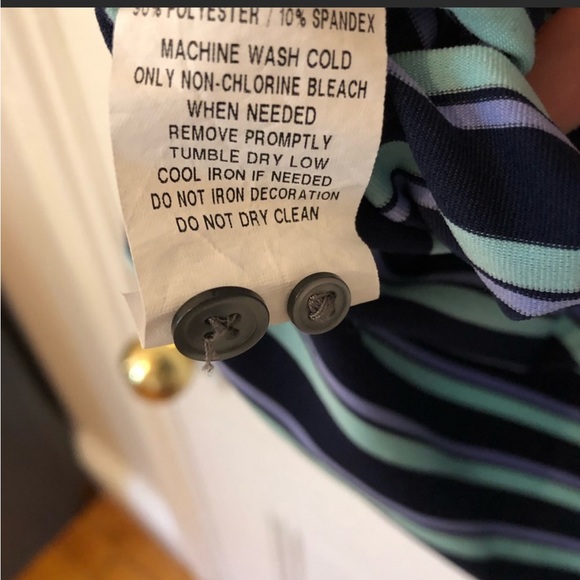 90% POLYESTER / 10% SPANDEX
MACHINE WASH COLD
ONLY NON-CHLORINE BLEACH
WHEN NEEDED
REMOVE PROMPTLY
TUMBLE DRY LOW
COOL IRON IF NEEDED
DO NOT IRON DECORATION
DO NOT DRY CLEAN